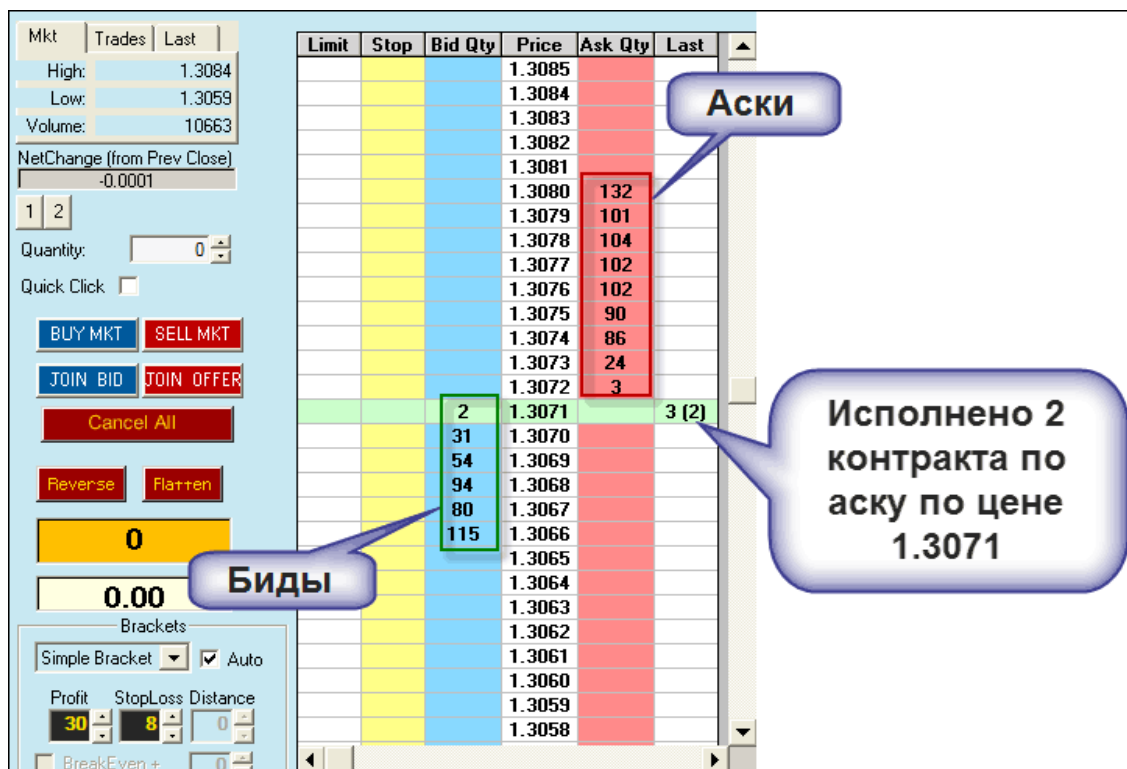 Mkt Trades Last
High: 1.3084
Low: 1.3059
Volume: 10663
NetChange (from Prev Close)
-0.0001
1 2
Quantity: 0
Quick Click
BUY MKT SELL MKT
JOIN BID JOIN OFFER
Cancel All
Reverse Flatten
0
0.00
Brackets
Simple Bracket Auto
Profit StopLoss Distance
30 8 0
BreakEven + 0
Limit Stop Bid Qty Price Ask Qty Last
1.3085
1.3084
1.3083
1.3082
1.3081
1.3080 132
1.3079 101
1.3078 104
1.3077 102
1.3076 102
1.3075 90
1.3074 86
1.3073 24
1.3072 3
2 1.3071 3 (2)
31 1.3070
54 1.3069
94 1.3068
80 1.3067
115 1.3066
1.3065
1.3064
1.3063
1.3062
1.3061
1.3060
1.3059
1.3058
Аски
Биды
Исполнено 2
контракта по
аску по цене
1.3071